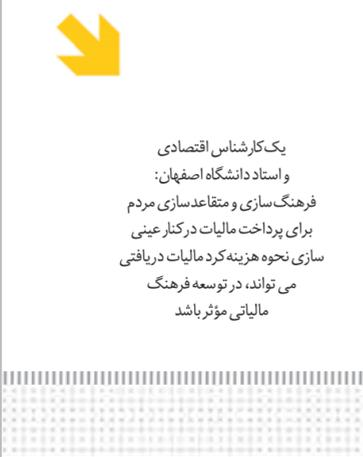 یک کارشناس اقتصادی
و استاد دانشگاه اصفهان:
فرهنگ سازی و متقاعدسازی مردم
برای پرداخت مالیات در کنار عینی
سازی نحوه هزینه کرد مالیات دریافتی
می تواند، در توسعه فرهنگ
مالیاتی مؤثر باشد